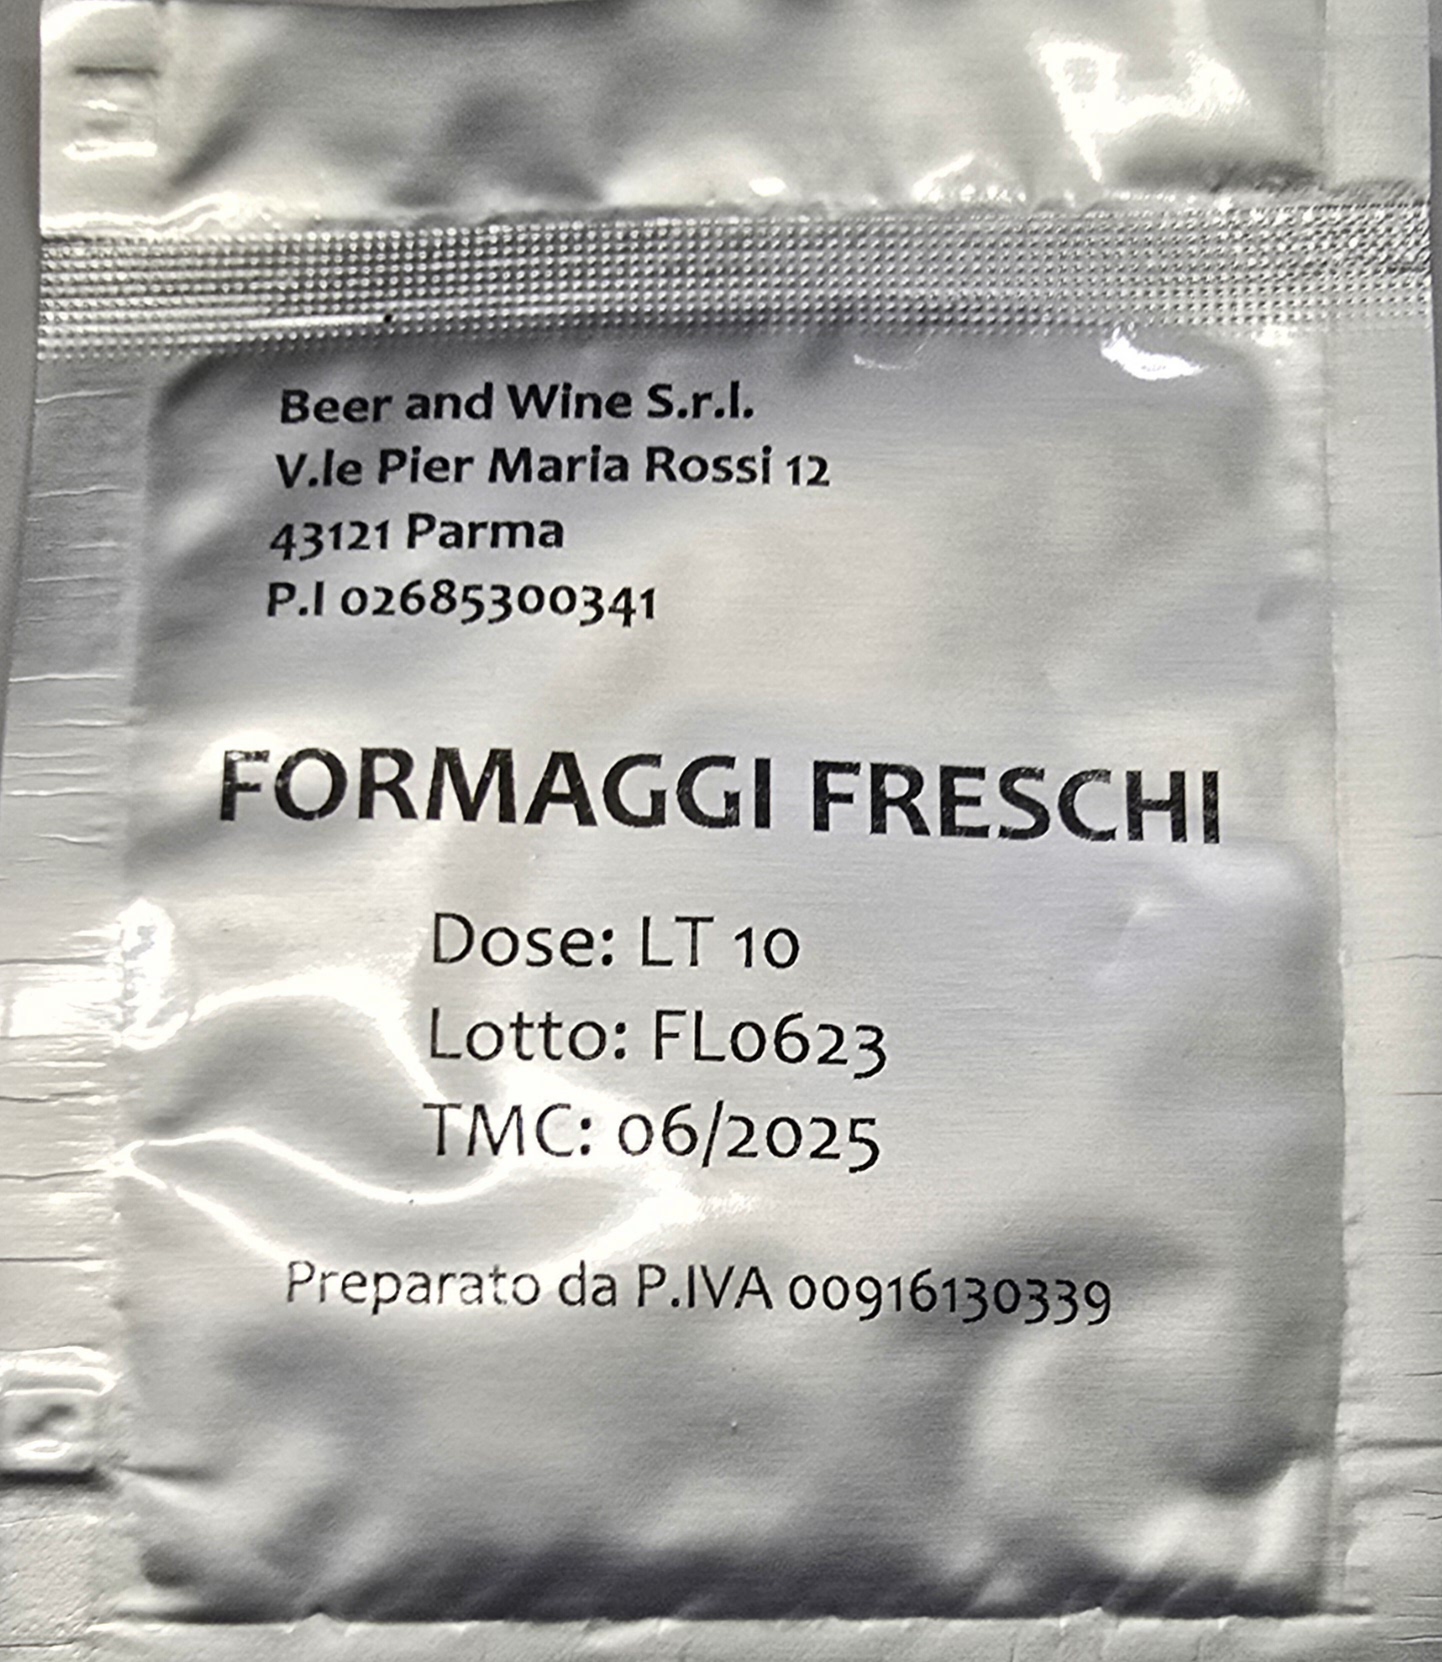 Beer and Wine S.r.l.
V.le Pier Maria Rossi 12
43121 Parma
P.I 02685300341
FORMAGGI FRESCHI
Dose: LT 10
Lotto: FL0623
TMC: 06/2025
Preparato da P.IVA 00916130339